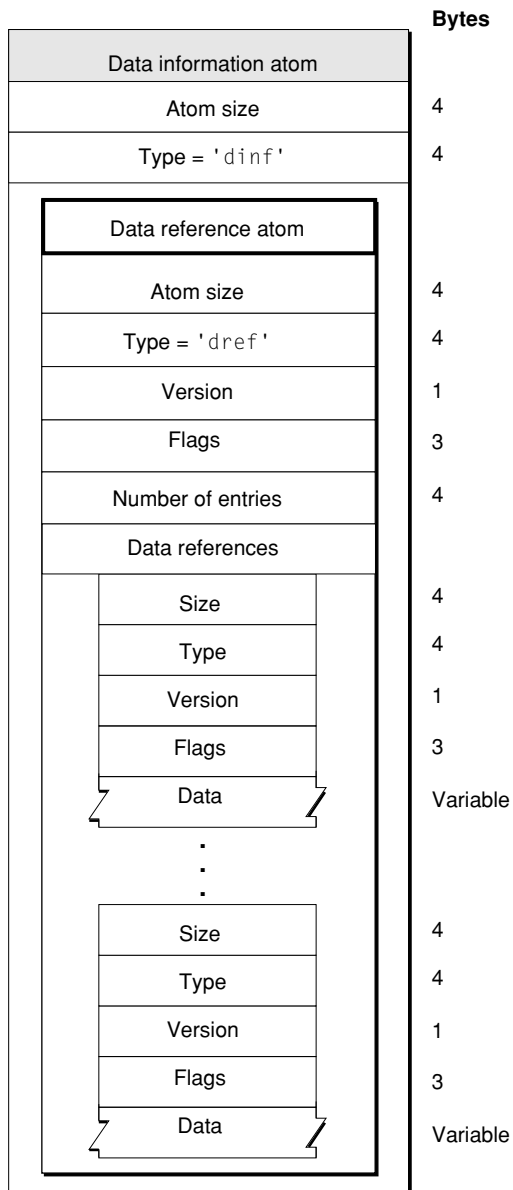 Bytes
Data information atom
Atom size 4
Type = 'dinf' 4
Data reference atom
Atom size 4
Type = 'dref' 4
Version 1
Flags 3
Number of entries 4
Data references
Size 4
Type 4
Version 1
Flags 3
Data Variable
.
.
.
Size 4
Type 4
Version 1
Flags 3
Data Variable